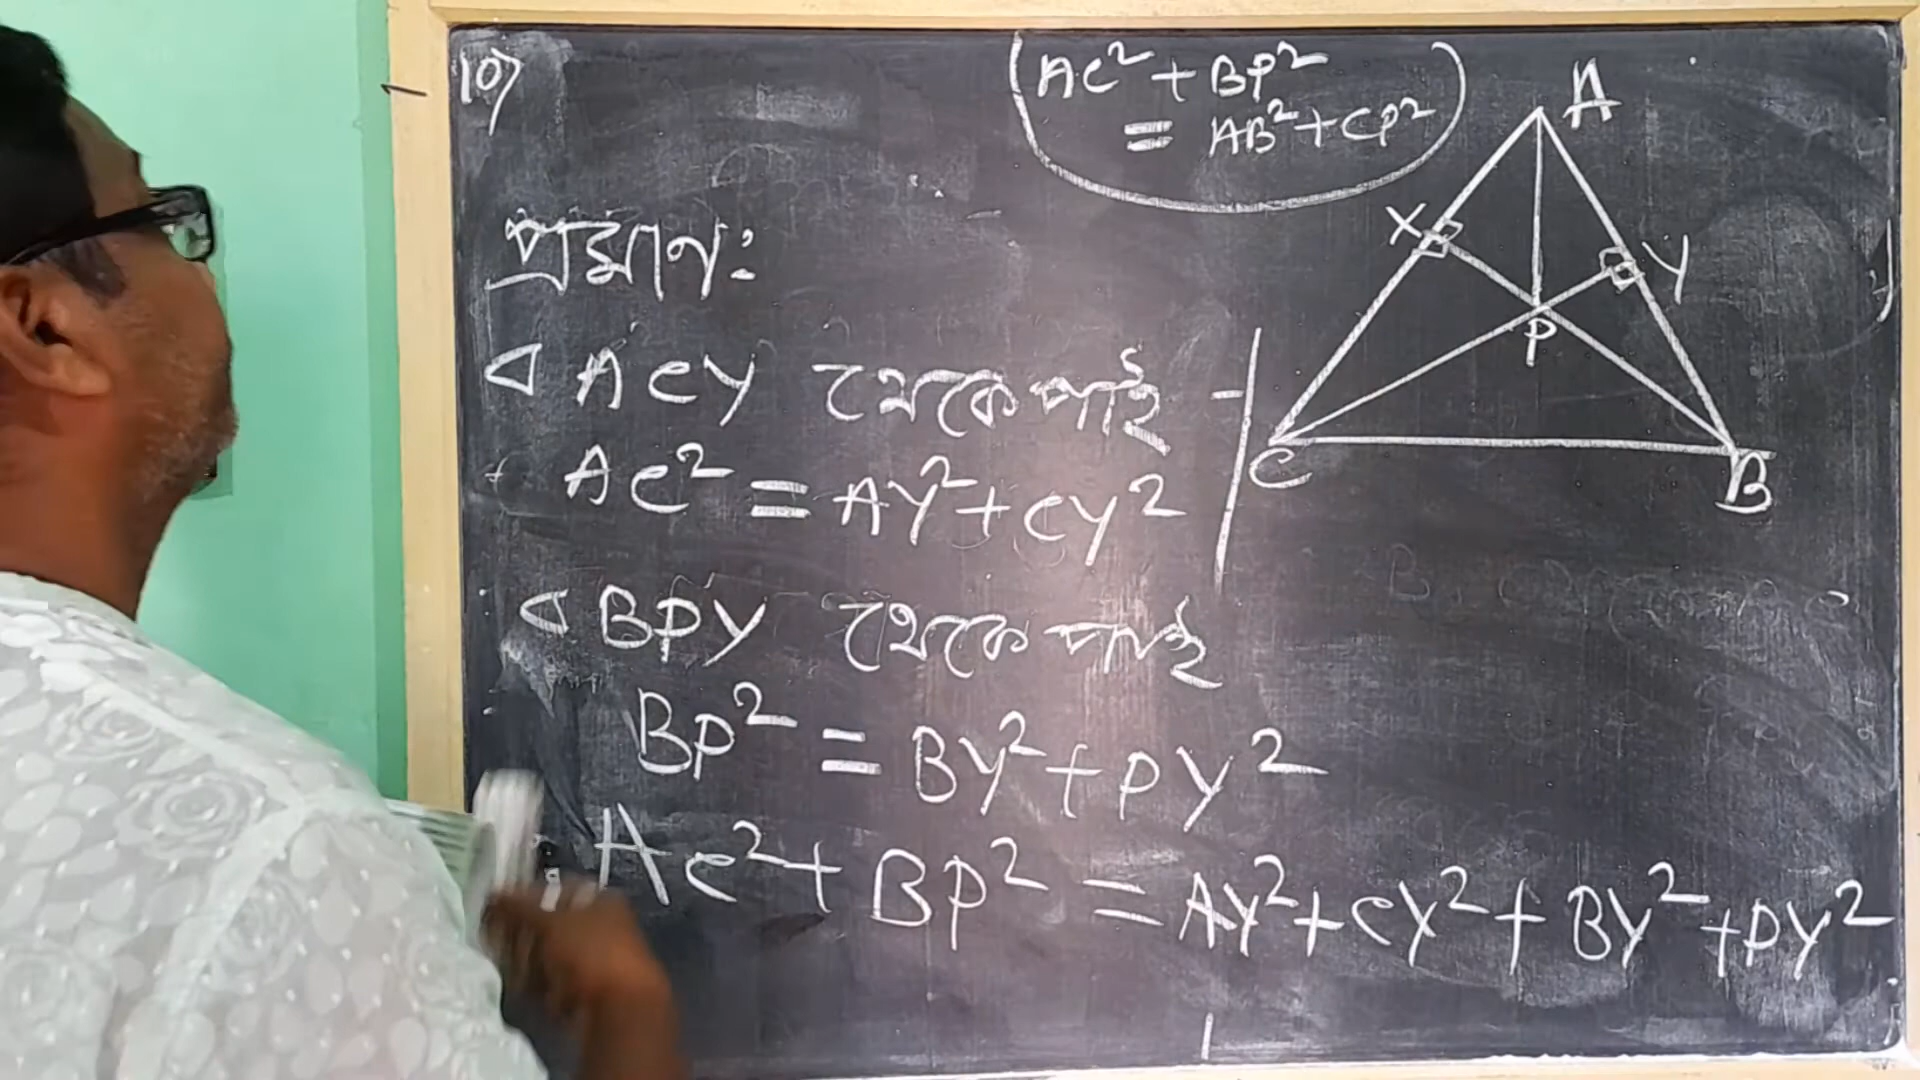 10)
AC² + BP²
= AB² + CP²
A
X
Y
P
C
B
প্রমাণ:
△ ACY থেকে পাই -
AC² = AY² + CY²
△ BPY থেকে পাই
BP² = BY² + PY²
AC² + BP² = AY² + CY² + BY² + PY²